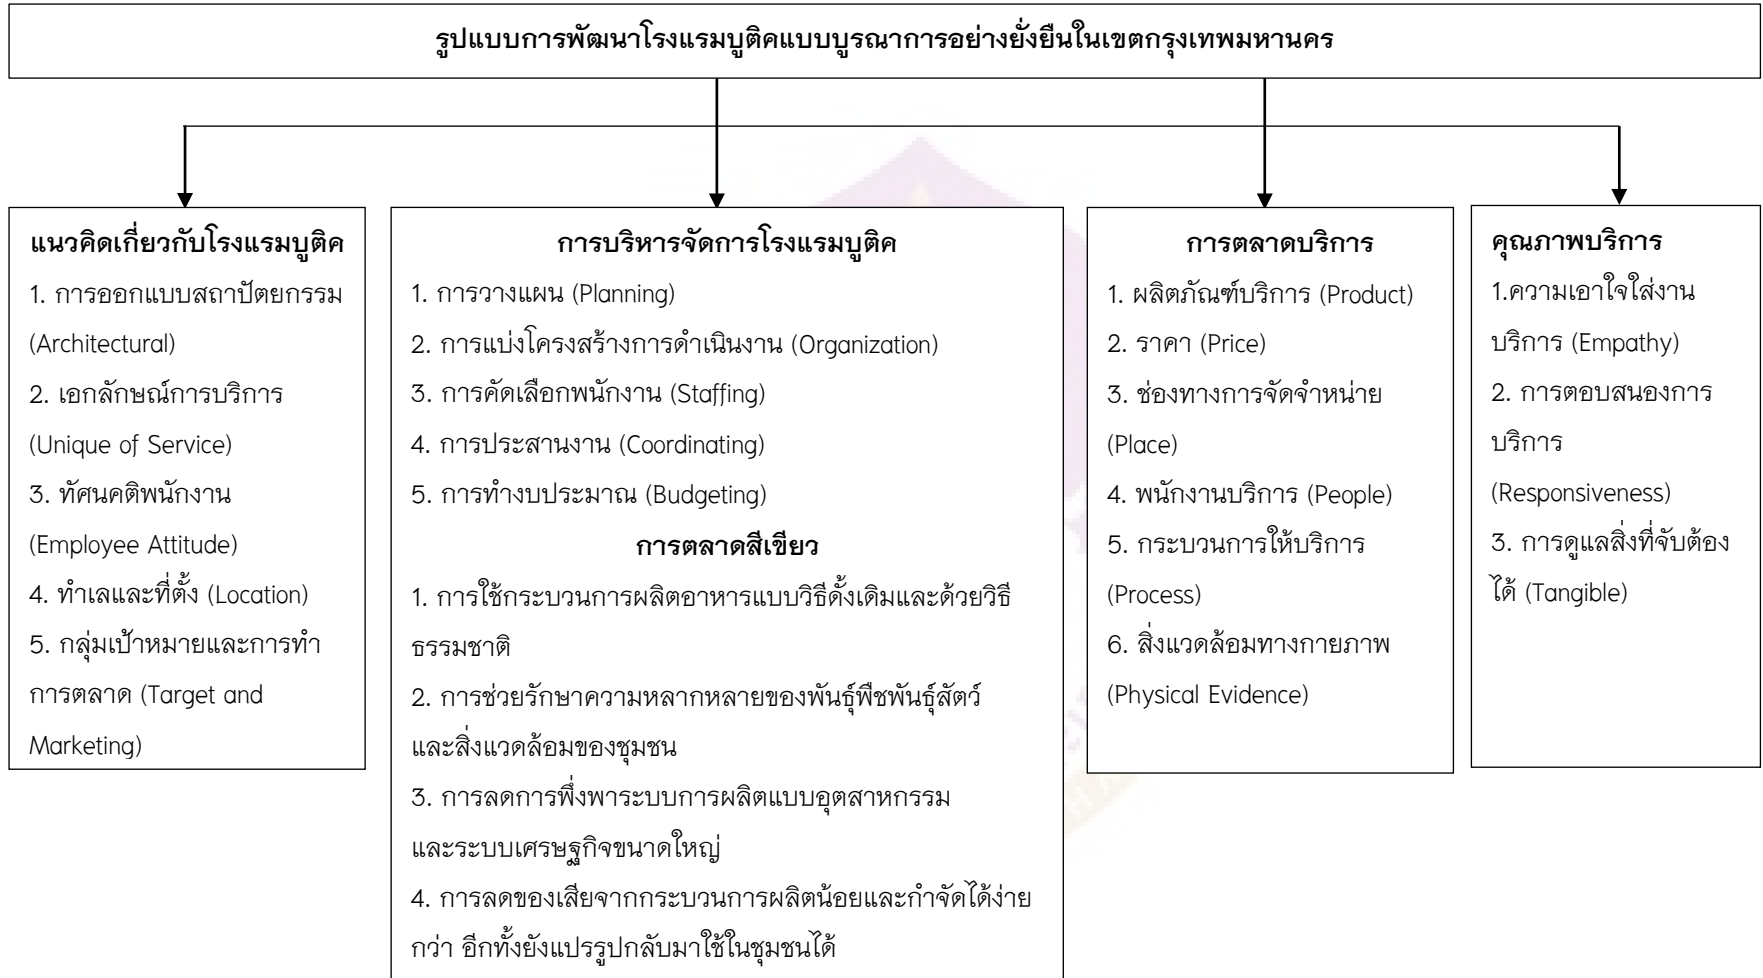 รูปแบบการพัฒนาโรงแรมบูติคแบบบูรณาการอย่างยั่งยืนในเขตกรุงเทพมหานคร
แนวคิดเกี่ยวกับโรงแรมบูติค
1. การออกแบบสถาปัตยกรรม
(Architectural)
2. เอกลักษณ์การบริการ
(Unique of Service)
3. ทัศนคติพนักงาน
(Employee Attitude)
4. ทำเลและที่ตั้ง (Location)
5. กลุ่มเป้าหมายและการทำ
การตลาด (Target and
Marketing)
การบริหารจัดการโรงแรมบูติค
1. การวางแผน (Planning)
2. การแบ่งโครงสร้างการดำเนินงาน (Organization)
3. การคัดเลือกพนักงาน (Staffing)
4. การประสานงาน (Coordinating)
5. การทำงบประมาณ (Budgeting)
การตลาดสีเขียว
1. การใช้กระบวนการผลิตอาหารแบบวิธีดั้งเดิมและด้วยวิธี
ธรรมชาติ
2. การช่วยรักษาความหลากหลายของพันธุ์พืชพันธุ์สัตว์
และสิ่งแวดล้อมของชุมชน
3. การลดการพึ่งพาระบบการผลิตแบบอุตสาหกรรม
และระบบเศรษฐกิจขนาดใหญ่
4. การลดของเสียจากกระบวนการผลิตน้อยและกำจัดได้ง่าย
กว่า อีกทั้งยังแปรรูปกลับมาใช้ในชุมชนได้
การตลาดบริการ
1. ผลิตภัณฑ์บริการ (Product)
2. ราคา (Price)
3. ช่องทางการจัดจำหน่าย
(Place)
4. พนักงานบริการ (People)
5. กระบวนการให้บริการ
(Process)
6. สิ่งแวดล้อมทางกายภาพ
(Physical Evidence)
คุณภาพบริการ
1.ความเอาใจใส่งาน
บริการ (Empathy)
2. การตอบสนองการ
บริการ
(Responsiveness)
3. การดูแลสิ่งที่จับต้อง
ได้ (Tangible)